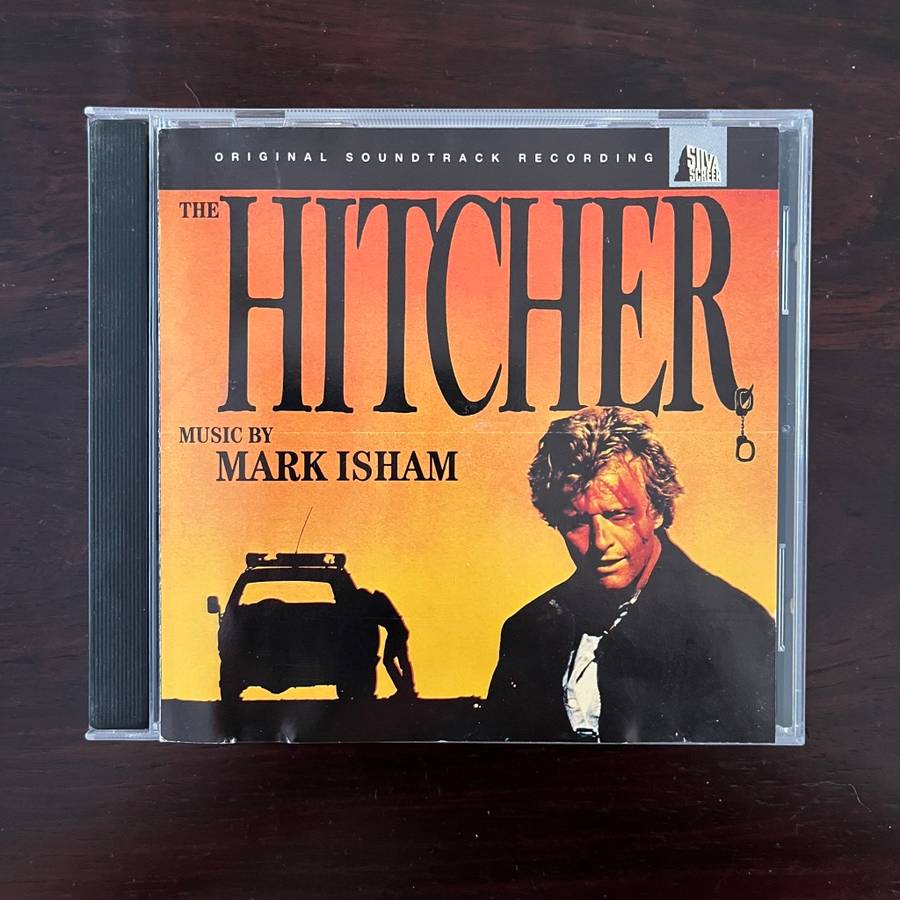 ORIGINAL SOUNDTRACK RECORDING
SILVA
SCREEN
THE HITCHER
MUSIC BY
MARK ISHAM